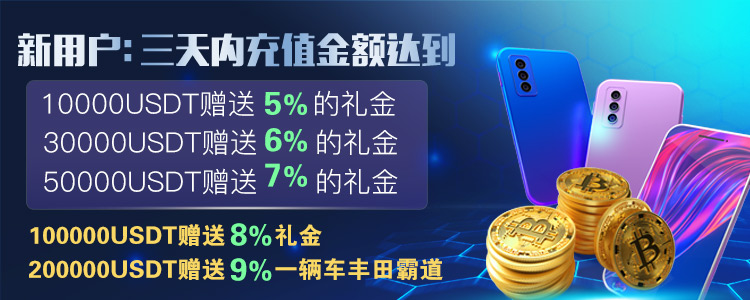 新用户:三天内充值金额达到
10000USDT赠送 5% 的礼金
30000USDT赠送 6% 的礼金
50000USDT赠送 7% 的礼金
100000USDT赠送8%礼金
200000USDT赠送9%一辆车丰田霸道